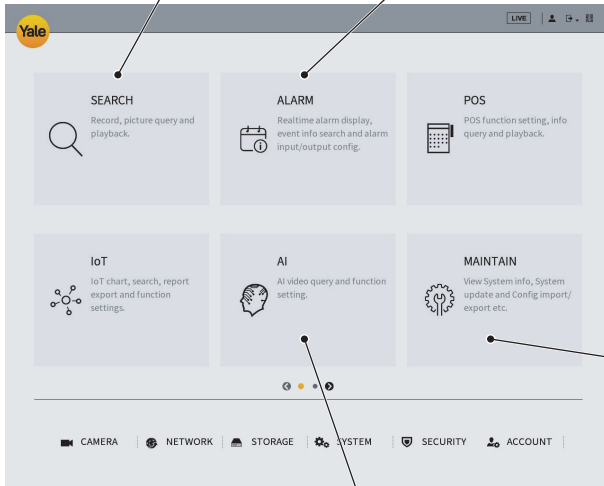 Yale
LIVE
SEARCH
Record, picture query and
playback.
ALARM
Realtime alarm display,
event info search and alarm
input/output config.
POS
POS function setting, info
query and playback.
IoT
IoT chart, search, report
export and function
settings.
AI
AI video query and function
setting.
MAINTAIN
View System info, System
update and Config import/
export etc.
CAMERA NETWORK STORAGE SYSTEM SECURITY ACCOUNT